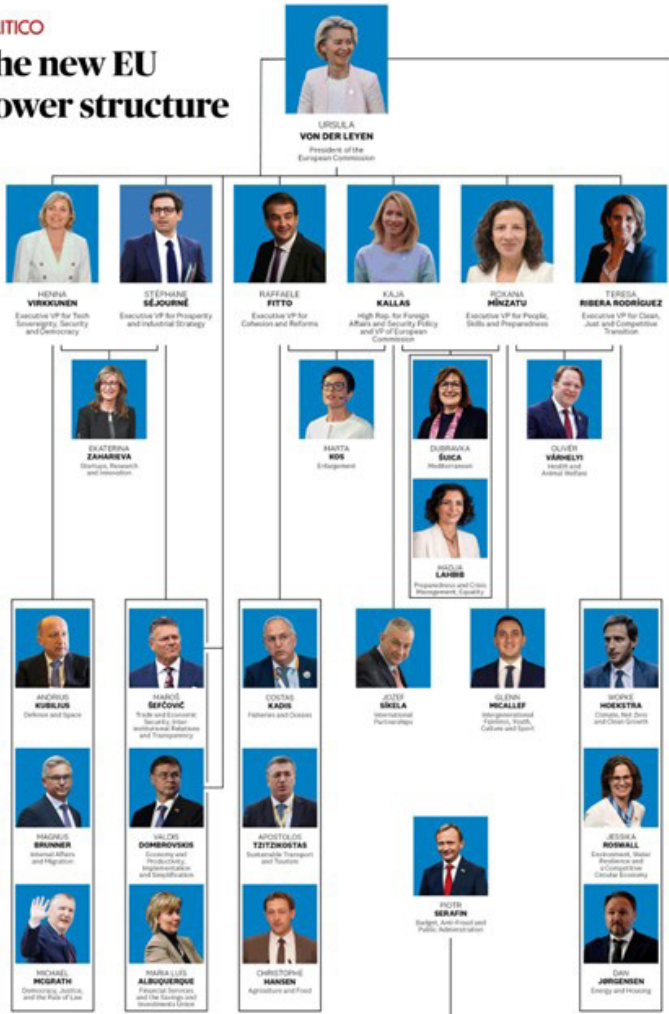 ITICO
he new EU
ower structure
URSULA
VON DER LEYEN
President of the
European Commission
HENNA
VIRKKUNEN
Executive VP for Tech
Sovereignty, Security
and Democracy
STÉPHANE
SÉJOURNÉ
Executive VP for Prosperity
and Industrial Strategy
RAFFAELE
FITTO
Executive VP for
Cohesion and Reforms
KAJA
KALLAS
High Rep. for Foreign
Affairs and Security Policy
and VP of European
Commission
ROXANA
MÎNZATU
Executive VP for People,
Skills and Preparedness
TERESA
RIBERA RODRÍGUEZ
Executive VP for Clean,
Just and Competitive
Transition
EKATERINA
ZAHARIEVA
Startups, Research
and Innovation
MARTA
KOS
Enlargement
DUBRAVKA
ŠUICA
Mediterranean
OLIVÉR
VÁRHELYI
Health and
Animal Welfare
HADJA
LAHBIB
Preparedness and Crisis
Management, Equality
ANDRIUS
KUBILIUS
Defense and Space
MAROŠ
ŠEFČOVIČ
Trade and Economic
Security, Inter-
institutional Relations
and Transparency
COSTAS
KADIS
Fisheries and Oceans
JOZEF
SÍKELA
International
Partnerships
GLENN
MICALLEF
Intergenerational
Fairness, Youth,
Culture and Sport
WOPKE
HOEKSTRA
Climate, Net Zero
and Clean Growth
MAGNUS
BRUNNER
Internal Affairs
and Migration
VALDIS
DOMBROVSKIS
Economy and
Productivity,
Implementation
and Simplification
APOSTOLOS
TZITZIKOSTAS
Sustainable Transport
and Tourism
JESSIKA
ROSWALL
Environment, Water
Resilience and
a Competitive
Circular Economy
PIOTR
SERAFIN
Budget, Anti-Fraud and
Public Administration
MICHAEL
MCGRATH
Democracy, Justice,
and the Rule of Law
MARIA LUÍS
ALBUQUERQUE
Financial Services
and the Savings and
Investments Union
CHRISTOPHE
HANSEN
Agriculture and Food
DAN
JØRGENSEN
Energy and Housing